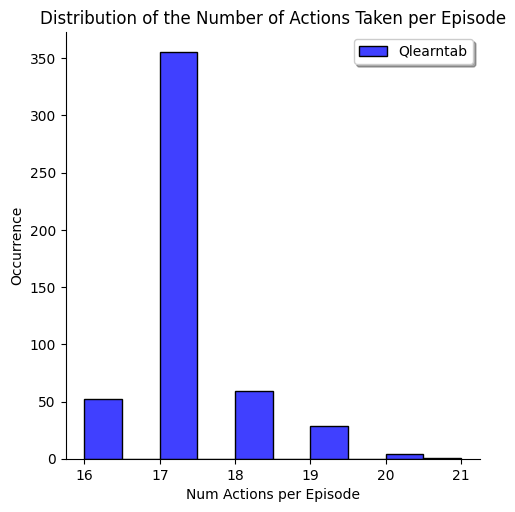 Distribution of the Number of Actions Taken per Episode
Qlearntab
Occurrence
350
300
250
200
150
100
50
0
16 17 18 19 20 21
Num Actions per Episode